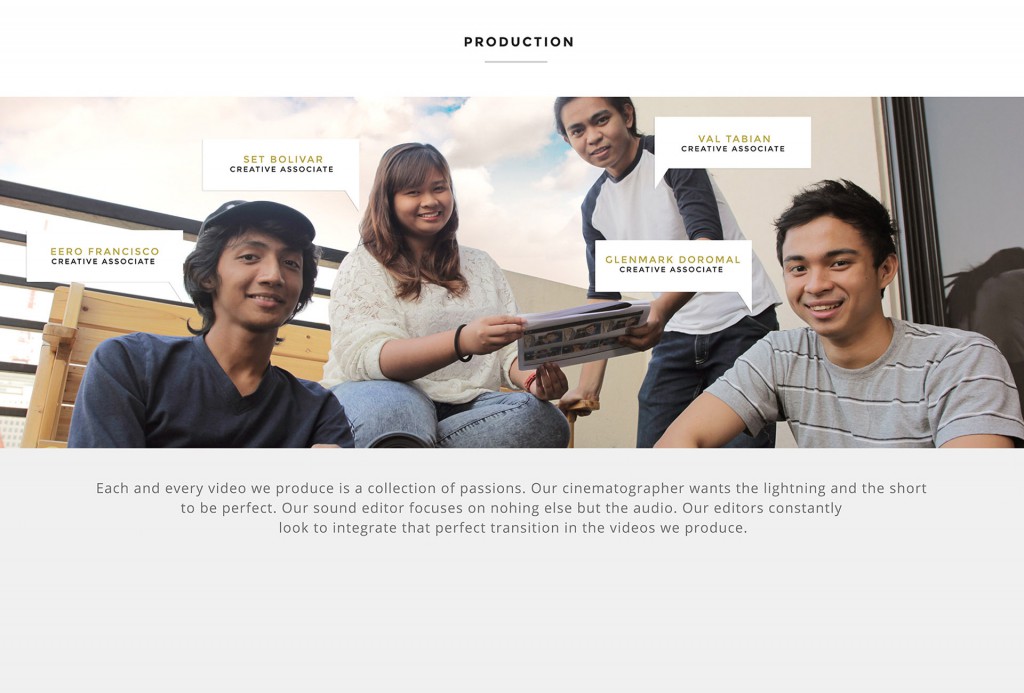 PRODUCTION
SET BOLIVAR
CREATIVE ASSOCIATE
VAL TABIAN
CREATIVE ASSOCIATE
EERO FRANCISCO
CREATIVE ASSOCIATE
GLENMARK DOROMAL
CREATIVE ASSOCIATE
Each and every video we produce is a collection of passions. Our cinematographer wants the lightning and the short
to be perfect. Our sound editor focuses on nohing else but the audio. Our editors constantly
look to integrate that perfect transition in the videos we produce.